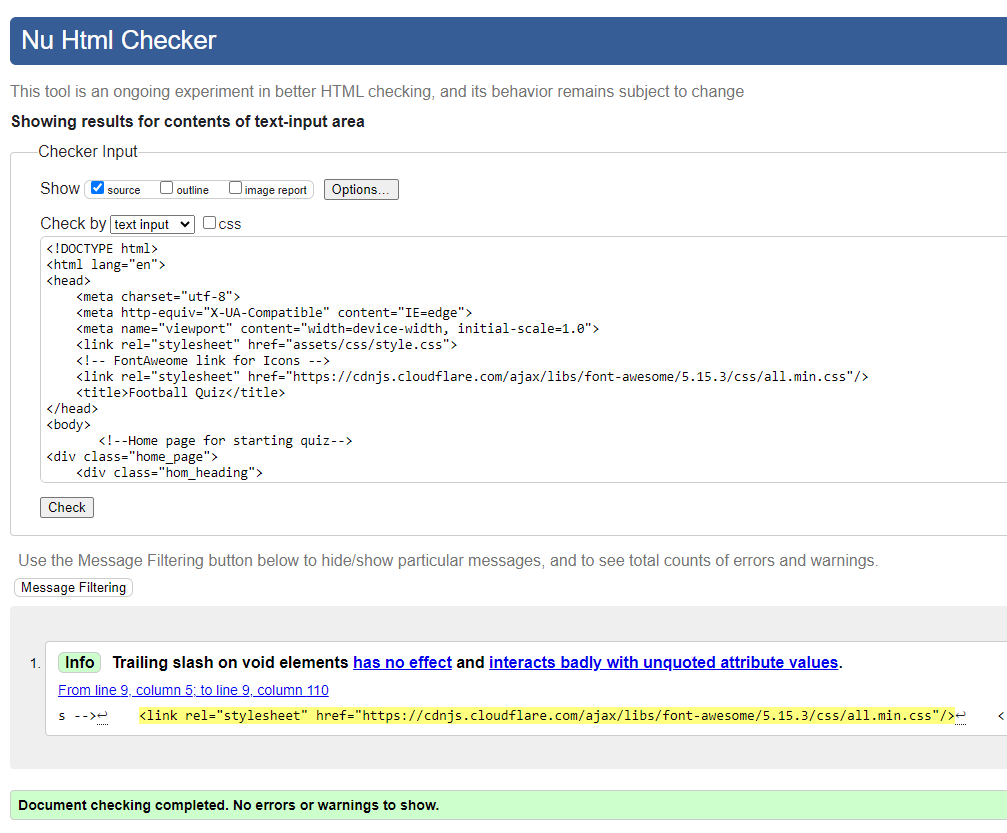 Nu Html Checker
This tool is an ongoing experiment in better HTML checking, and its behavior remains subject to change
Showing results for contents of text-input area
Checker Input
Show source outline image report Options...
Check by text input css
<!DOCTYPE html>
<html lang="en">
<head>
    <meta charset="utf-8">
    <meta http-equiv="X-UA-Compatible" content="IE=edge">
    <meta name="viewport" content="width=device-width, initial-scale=1.0">
    <link rel="stylesheet" href="assets/css/style.css">
    <!-- FontAweome link for Icons -->
    <link rel="stylesheet" href="https://cdnjs.cloudflare.com/ajax/libs/font-awesome/5.15.3/css/all.min.css"/>
    <title>Football Quiz</title>
</head>
<body>
       <!--Home page for starting quiz-->
<div class="home_page">
    <div class="hom_heading">
Check
Use the Message Filtering button below to hide/show particular messages, and to see total counts of errors and warnings.
Message Filtering
1. Info Trailing slash on void elements has no effect and interacts badly with unquoted attribute values.
From line 9, column 5; to line 9, column 110
s -->↩    <link rel="stylesheet" href="https://cdnjs.cloudflare.com/ajax/libs/font-awesome/5.15.3/css/all.min.css"/>↩    <
Document checking completed. No errors or warnings to show.